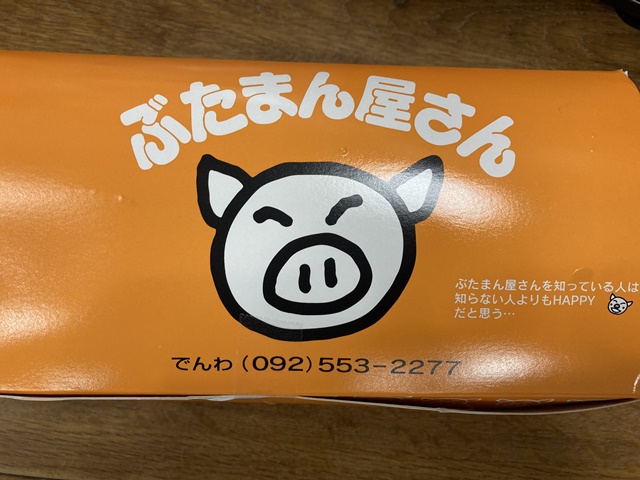 ぶたまん屋さん
ぶたまん屋さんを知っている人は
知らない人よりもHAPPY
だと思う…
でんわ(092)553-2277